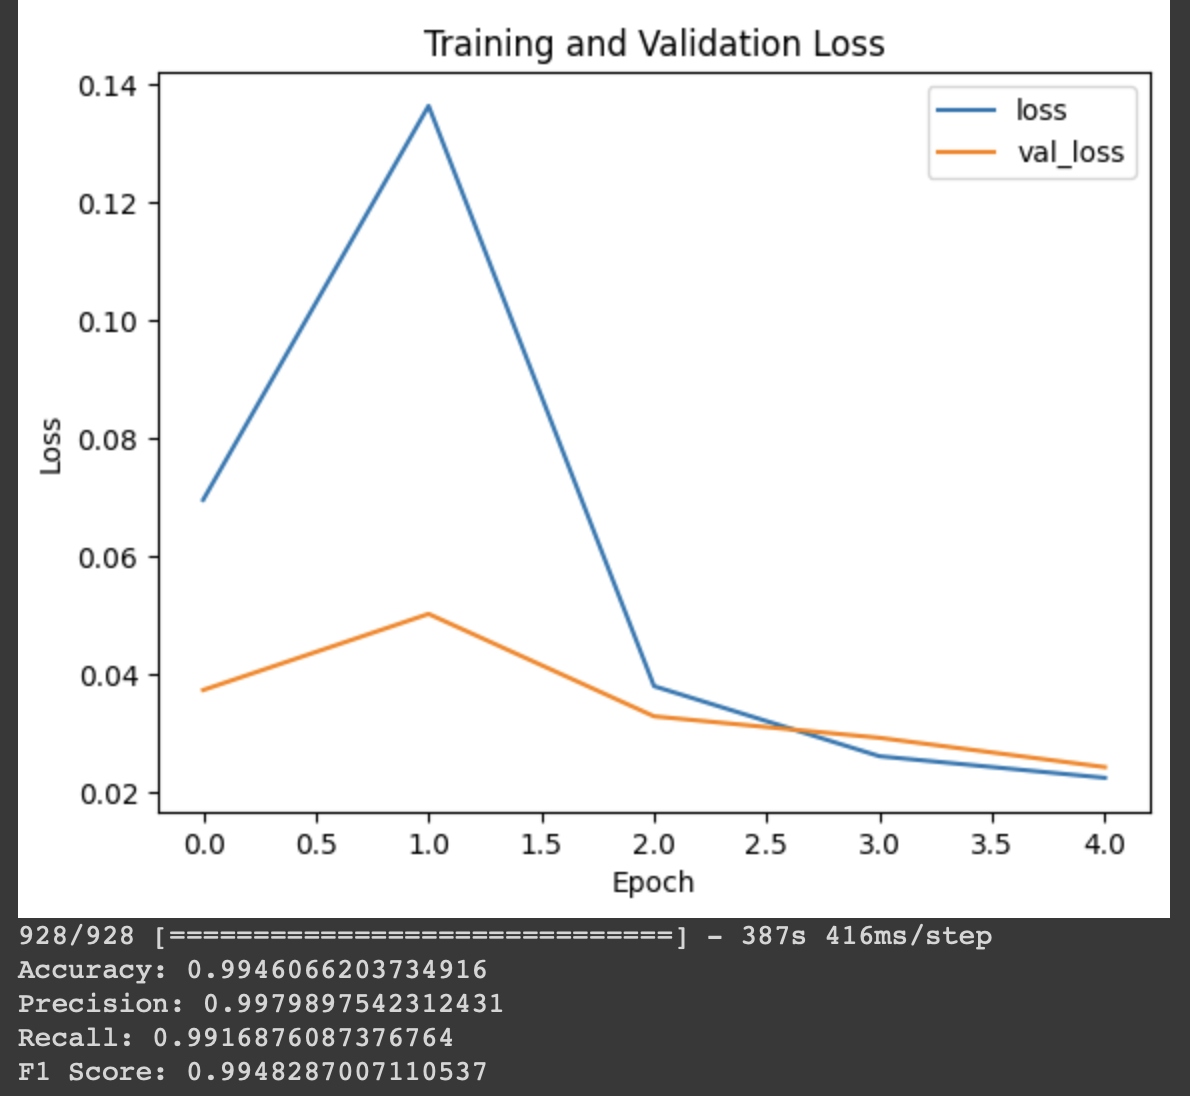 Training and Validation Loss
0.14
0.12
0.10
0.08
0.06
0.04
0.02
Loss
loss
val_loss
0.0 0.5 1.0 1.5 2.0 2.5 3.0 3.5 4.0
Epoch
928/928 [==============================] - 387s 416ms/step
Accuracy: 0.9946066203734916
Precision: 0.9979897542312431
Recall: 0.9916876087376764
F1 Score: 0.9948287007110537